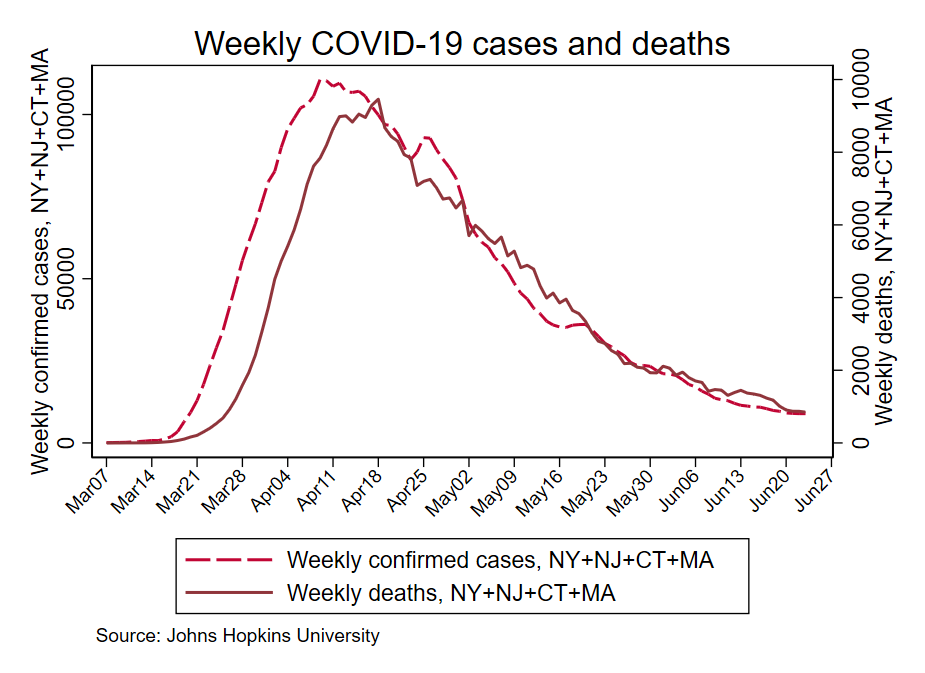 Weekly COVID-19 cases and deaths
Weekly confirmed cases, NY+NJ+CT+MA
0
50000
100000
Weekly deaths, NY+NJ+CT+MA
0
2000
4000
6000
8000
10000
Mar07
Mar14
Mar21
Mar28
Apr04
Apr11
Apr18
Apr25
May02
May09
May16
May23
May30
Jun06
Jun13
Jun20
Jun27
Weekly confirmed cases, NY+NJ+CT+MA
Weekly deaths, NY+NJ+CT+MA
Source: Johns Hopkins University